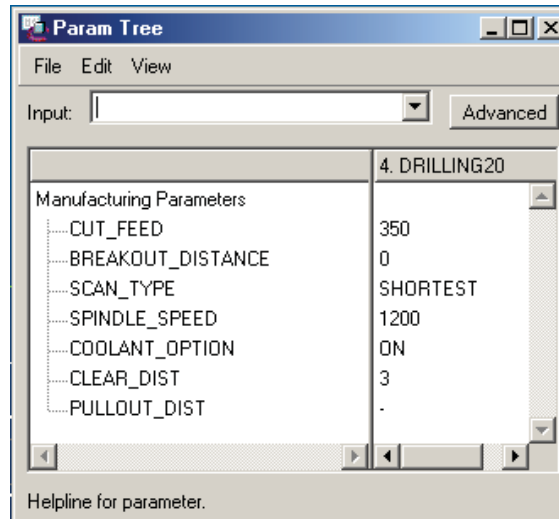 Param Tree
File Edit View
Input: Advanced
4. DRILLING20
Manufacturing Parameters
CUT_FEED 350
BREAKOUT_DISTANCE 0
SCAN_TYPE SHORTEST
SPINDLE_SPEED 1200
COOLANT_OPTION ON
CLEAR_DIST 3
PULLOUT_DIST -
Helpline for parameter.